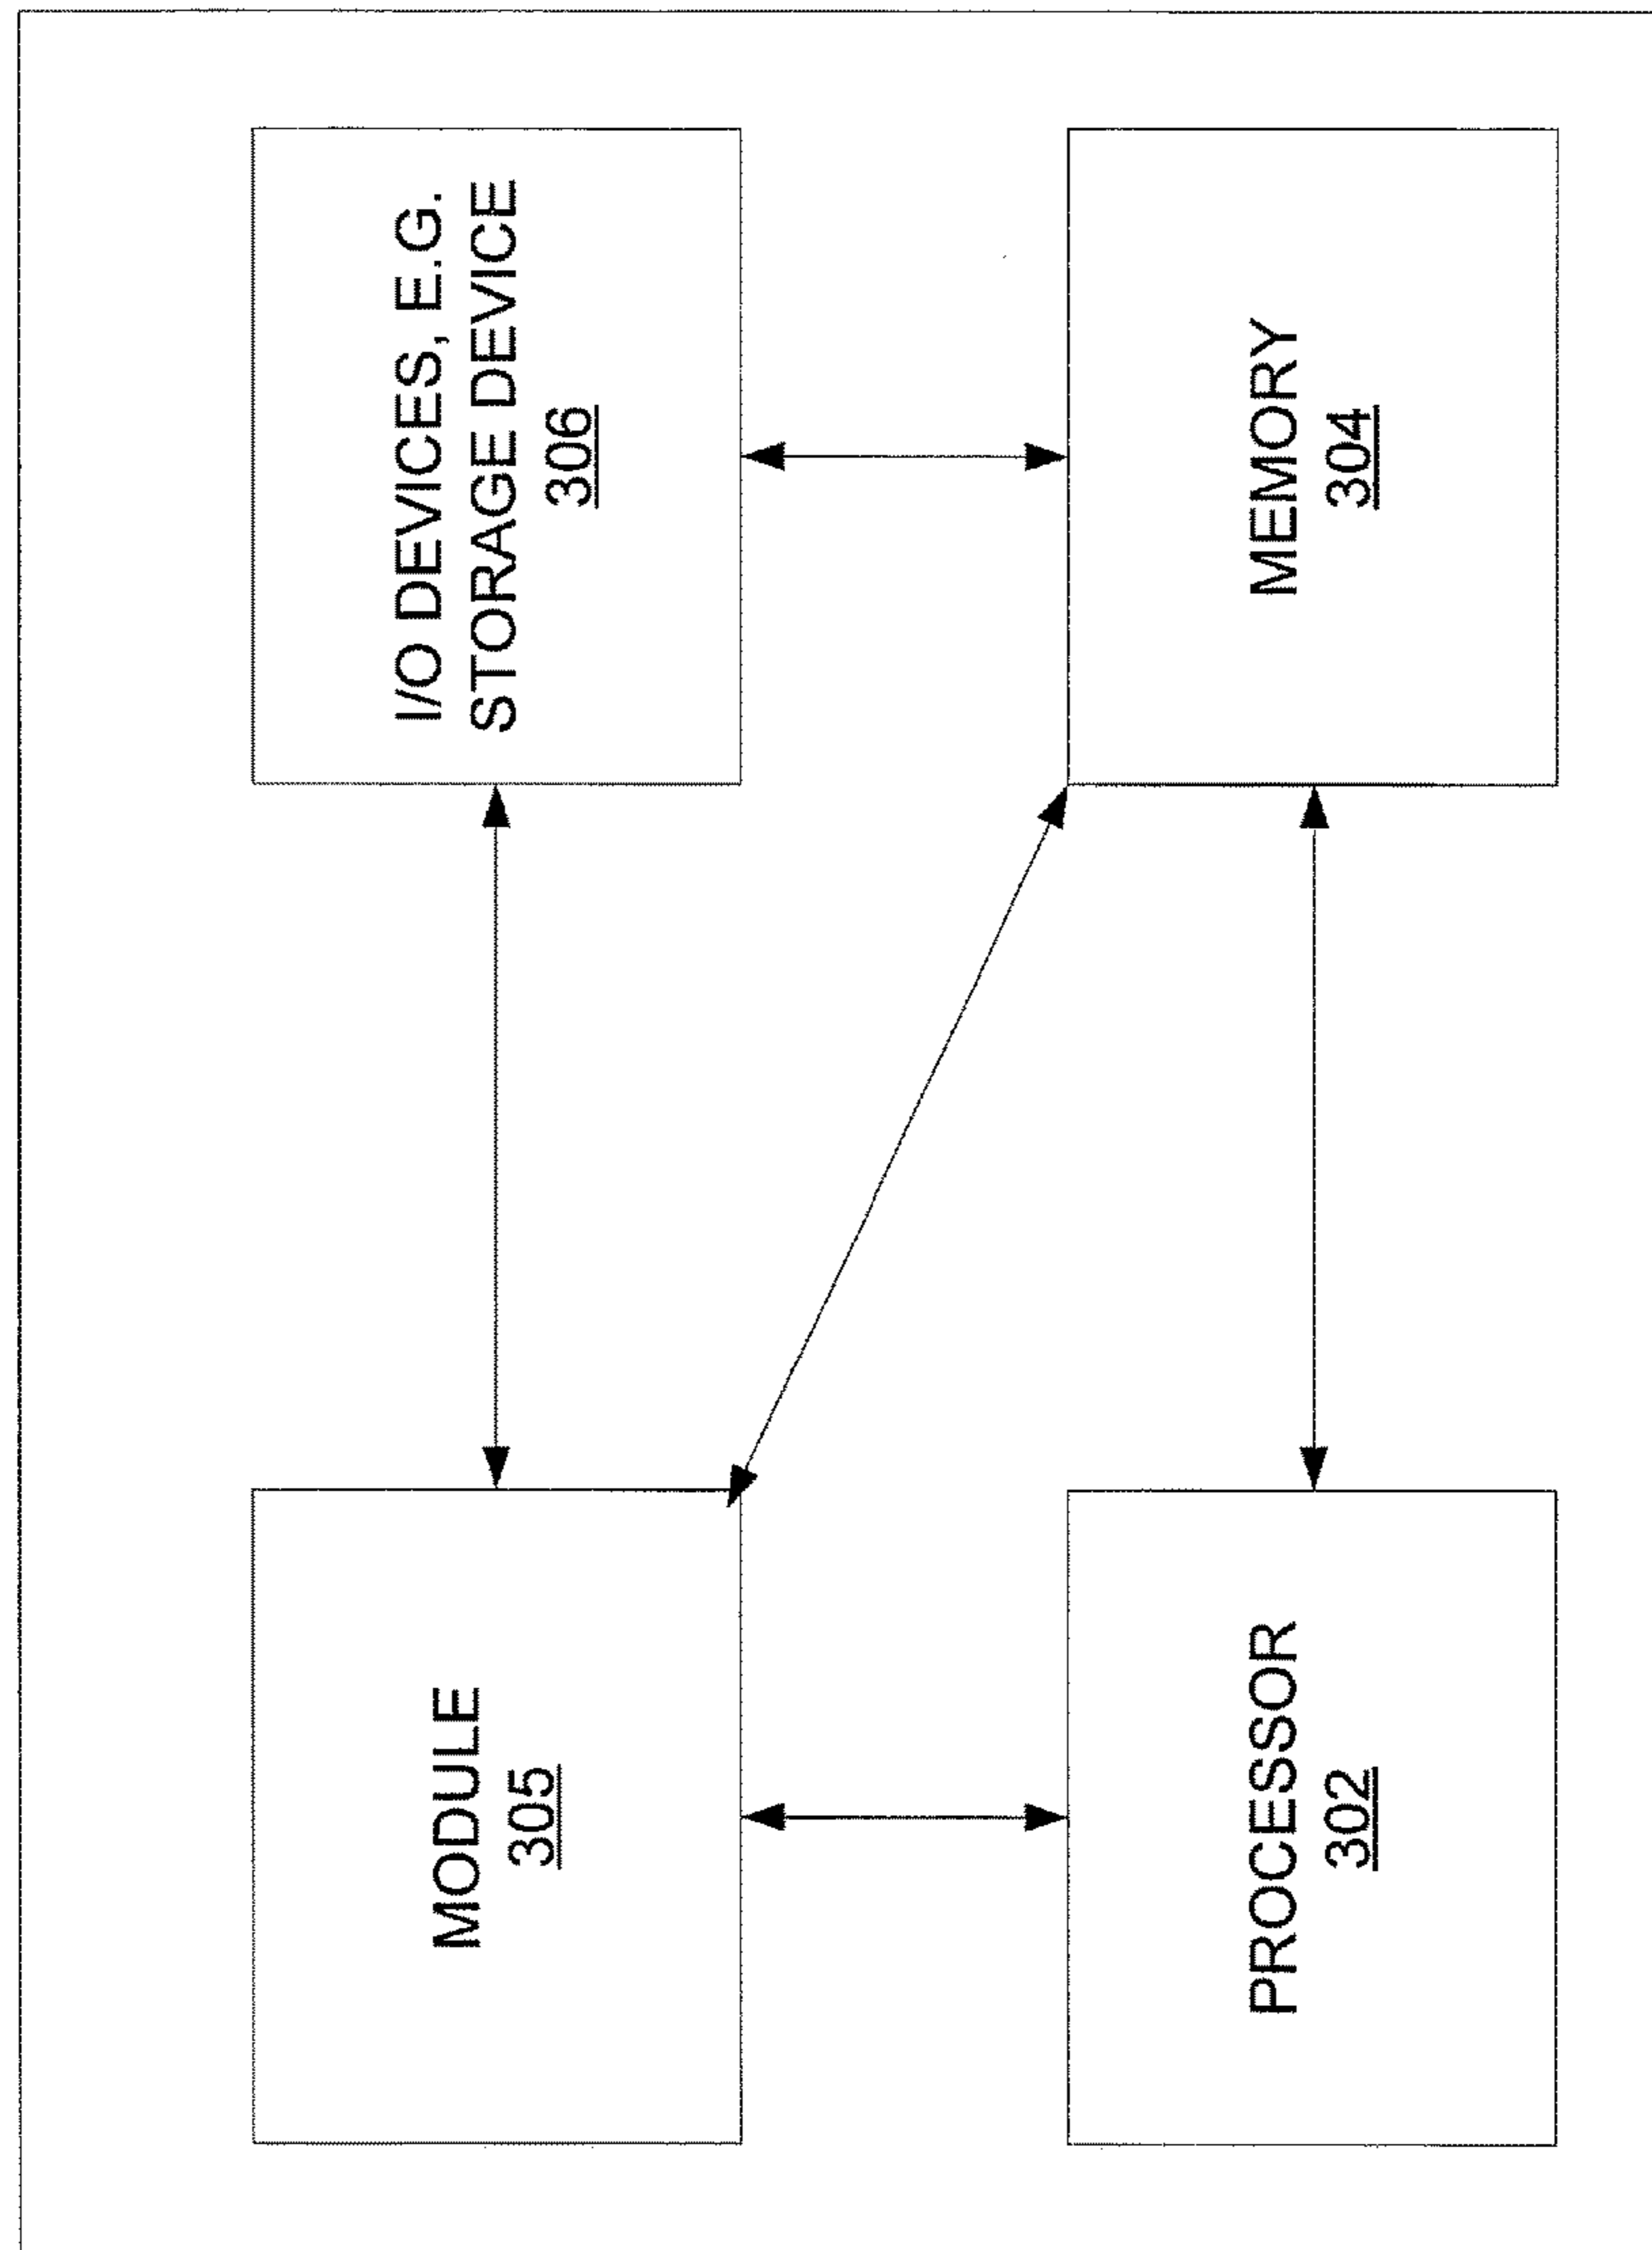 MODULE
305
I/O DEVICES, E.G.
STORAGE DEVICE
306
PROCESSOR
302
MEMORY
304